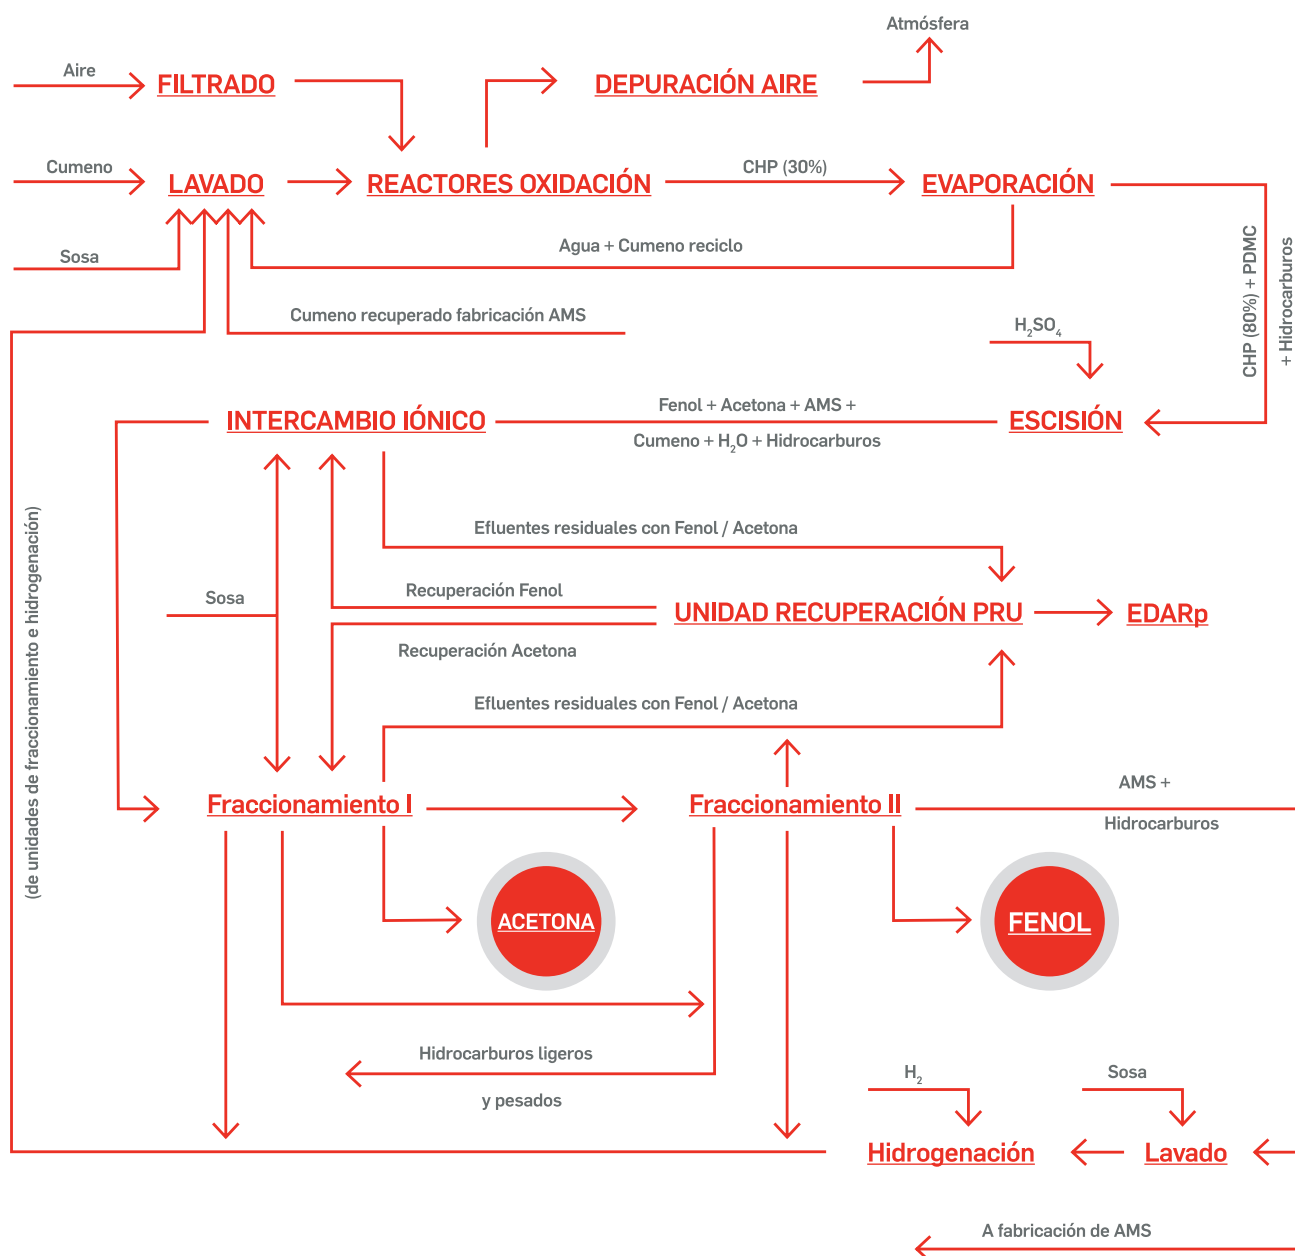 Atmósfera
Aire
FILTRADO
DEPURACIÓN AIRE
Cumeno
LAVADO
REACTORES OXIDACIÓN
CHP (30%)
EVAPORACIÓN
Sosa
Agua + Cumeno reciclo
CHP (80%) + PDMC
+ Hidrocarburos
Cumeno recuperado fabricación AMS
H₂SO₄
INTERCAMBIO IÓNICO
Fenol + Acetona + AMS +
Cumeno + H₂O + Hidrocarburos
ESCISIÓN
(de unidades de fraccionamiento e hidrogenación)
Efluentes residuales con Fenol / Acetona
Sosa
Recuperación Fenol
UNIDAD RECUPERACIÓN PRU
EDARp
Recuperación Acetona
Efluentes residuales con Fenol / Acetona
Fraccionamiento I
Fraccionamiento II
AMS +
Hidrocarburos
ACETONA
FENOL
Hidrocarburos ligeros
y pesados
H₂
Sosa
Hidrogenación
Lavado
A fabricación de AMS